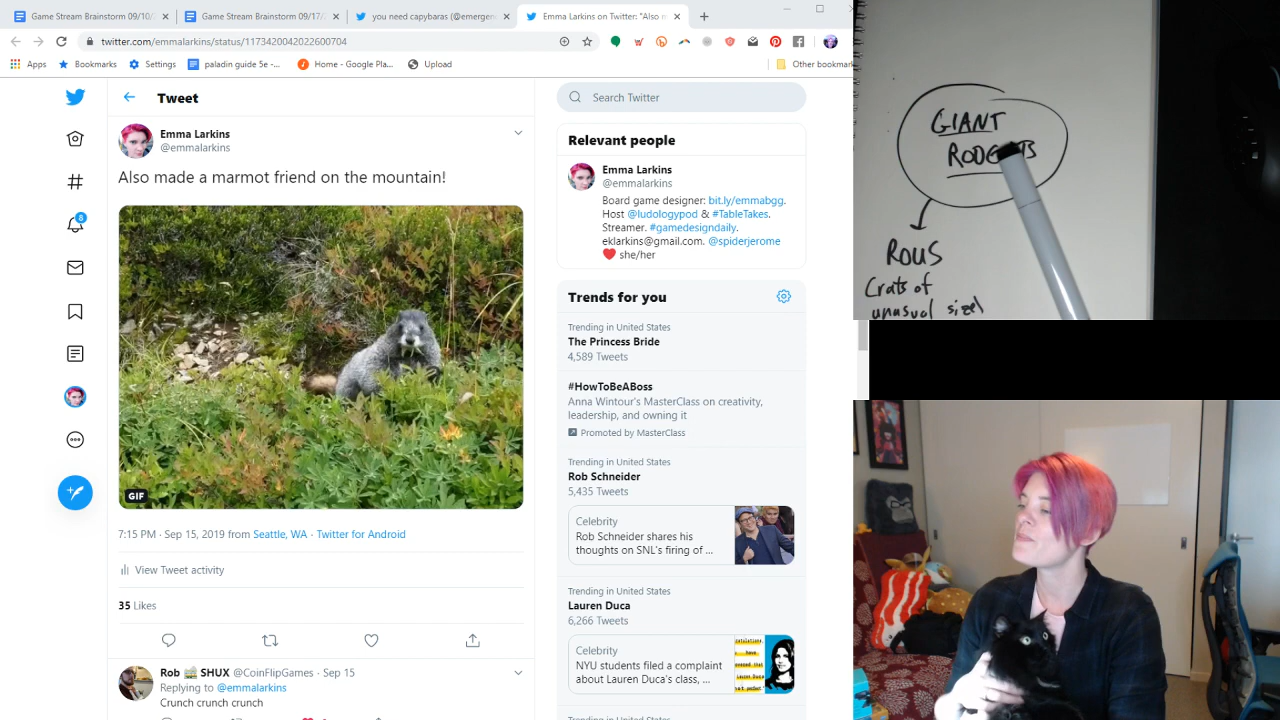 Game Stream Brainstorm 09/10/
Game Stream Brainstorm 09/17/
you need capybaras (@emergen
Emma Larkins on Twitter: "Also m
twitter.com/emmalarkins/status/1173420042022600704
Apps
Bookmarks
Settings
paladin guide 5e -...
Home - Google Pla...
Upload
Other bookmark
Tweet
Emma Larkins
@emmalarkins
Also made a marmot friend on the mountain!
GIF
7:15 PM · Sep 15, 2019 from Seattle, WA · Twitter for Android
View Tweet activity
35 Likes
Rob SHUX @CoinFlipGames · Sep 15
Replying to @emmalarkins
Crunch crunch crunch
8
Search Twitter
Relevant people
Emma Larkins
@emmalarkins
Board game designer: bit.ly/emmabgg.
Host @ludologypod & #TableTakes.
Streamer. #gamedesigndaily.
eklarkins@gmail.com. @spiderjerome
she/her
Trends for you
Trending in United States
The Princess Bride
4,589 Tweets
#HowToBeABoss
Anna Wintour's MasterClass on creativity,
leadership, and owning it
Promoted by MasterClass
Trending in United States
Rob Schneider
5,435 Tweets
Celebrity
Rob Schneider shares his
thoughts on SNL's firing of ...
Trending in United States
Lauren Duca
6,266 Tweets
Celebrity
NYU students filed a complaint
about Lauren Duca's class, ...
Trending in United States
GIANT
RODENTS
ROUS
(rats of
unusual size)